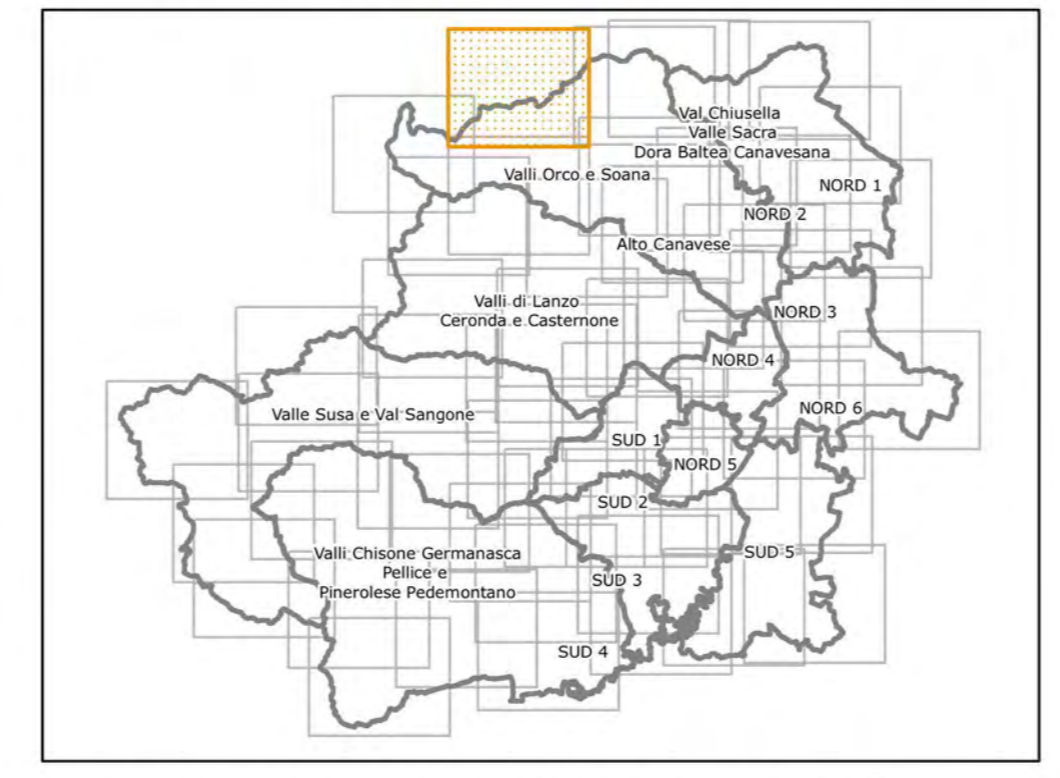 Val Chiusella
Valle Sacra
Dora Baltea Canavesana
Valli Orco e Soana
NORD 1
NORD 2
Alto Canavese
Valli di Lanzo
Ceronda e Casternone
NORD 3
NORD 4
Valle Susa e Val Sangone
NORD 6
SUD 1
NORD 5
SUD 2
Valli Chisone Germanasca
Pellice e
Pinerolese Pedemontano
SUD 5
SUD 3
SUD 4